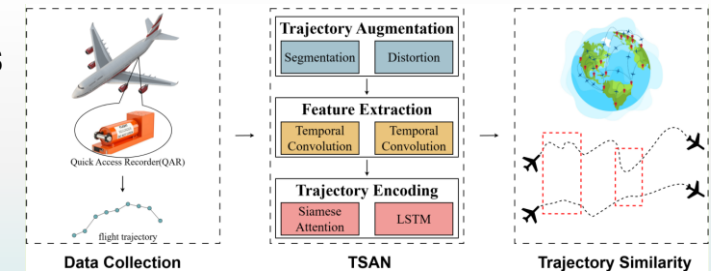 s
Quick Access Recorder(QAR)
flight trajectory
Data Collection
Trajectory Augmentation
Segmentation Distortion
Feature Extraction
Temporal Convolution Temporal Convolution
Trajectory Encoding
Siamese Attention LSTM
TSAN
Trajectory Similarity